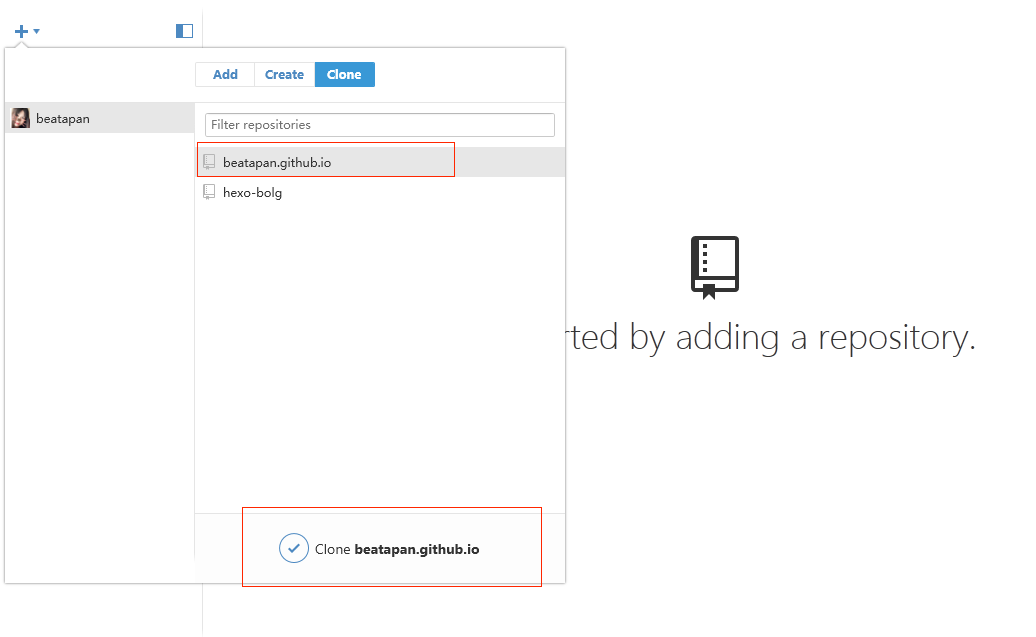 Add Create Clone
beatapan
Filter repositories
beatapan.github.io
hexo-bolg
rted by adding a repository.
Clone beatapan.github.io